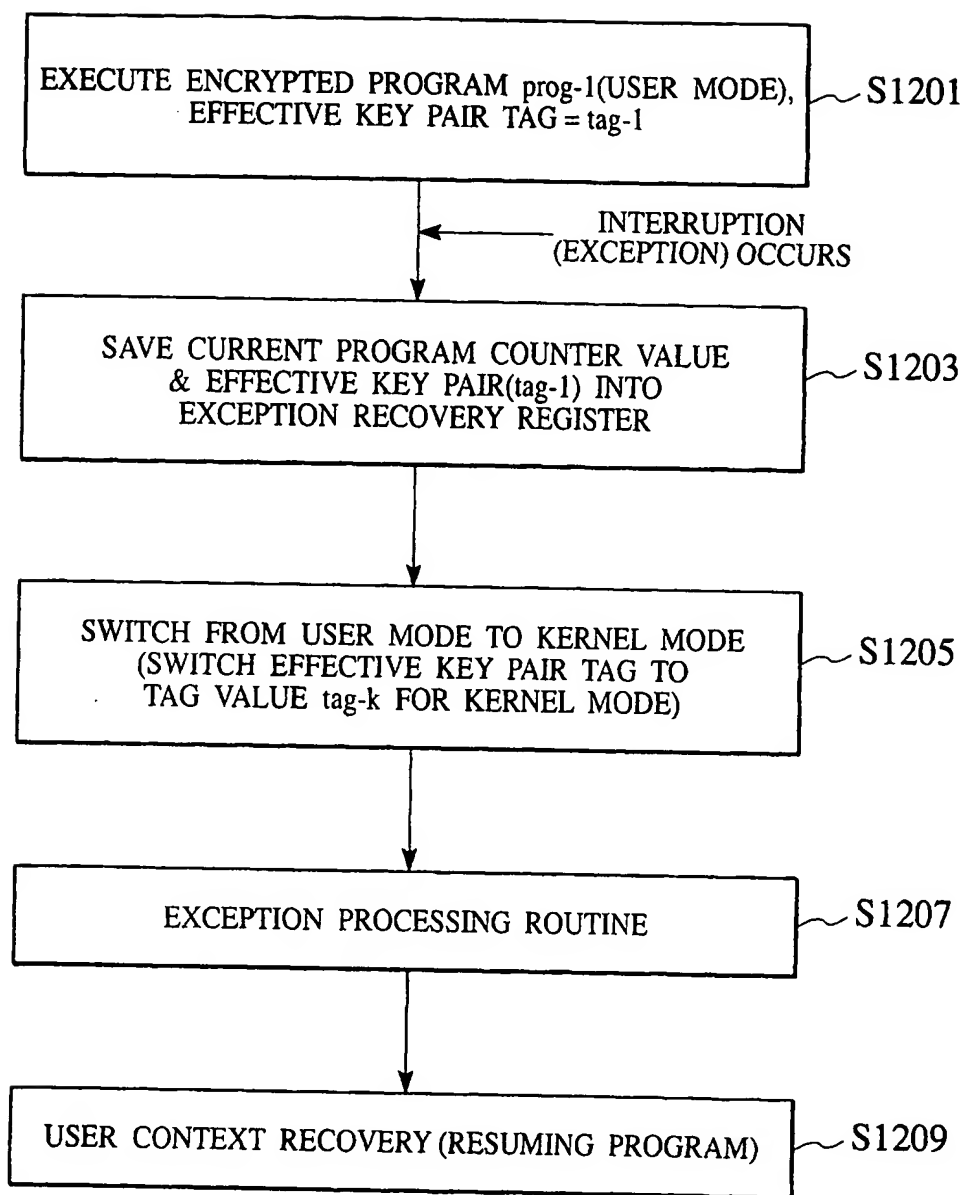 EXECUTE ENCRYPTED PROGRAM prog-1(USER MODE),
EFFECTIVE KEY PAIR TAG = tag-1
S1201
INTERRUPTION
(EXCEPTION) OCCURS
SAVE CURRENT PROGRAM COUNTER VALUE
& EFFECTIVE KEY PAIR(tag-1) INTO
EXCEPTION RECOVERY REGISTER
S1203
SWITCH FROM USER MODE TO KERNEL MODE
(SWITCH EFFECTIVE KEY PAIR TAG TO
TAG VALUE tag-k FOR KERNEL MODE)
S1205
EXCEPTION PROCESSING ROUTINE
S1207
USER CONTEXT RECOVERY (RESUMING PROGRAM)
S1209